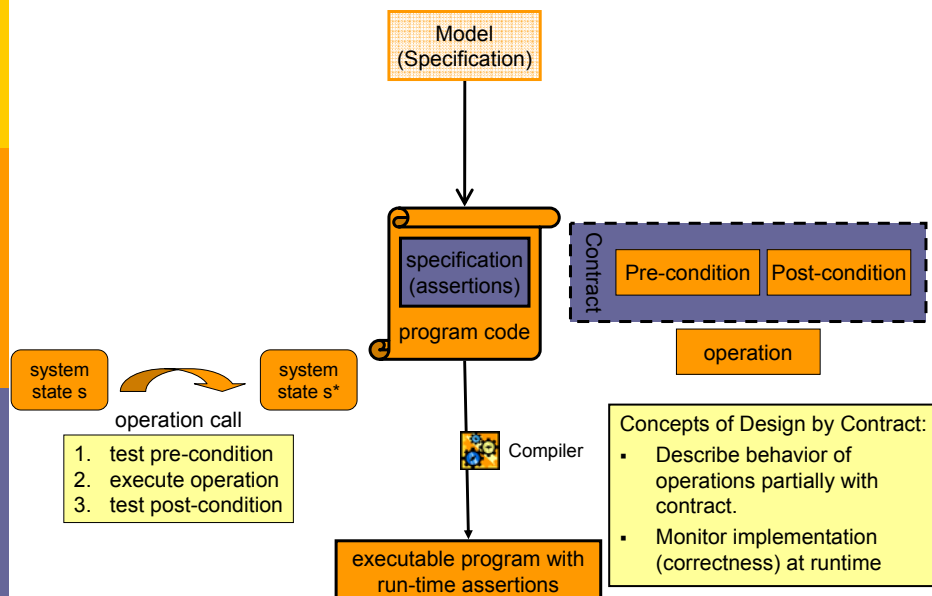 Model
(Specification)
specification
(assertions)
program code
Contract
Pre-condition
Post-condition
operation
system
state s
system
state s*
operation call
1. test pre-condition
2. execute operation
3. test post-condition
Compiler
Concepts of Design by Contract:
▪ Describe behavior of
operations partially with
contract.
▪ Monitor implementation
(correctness) at runtime
executable program with
run-time assertions